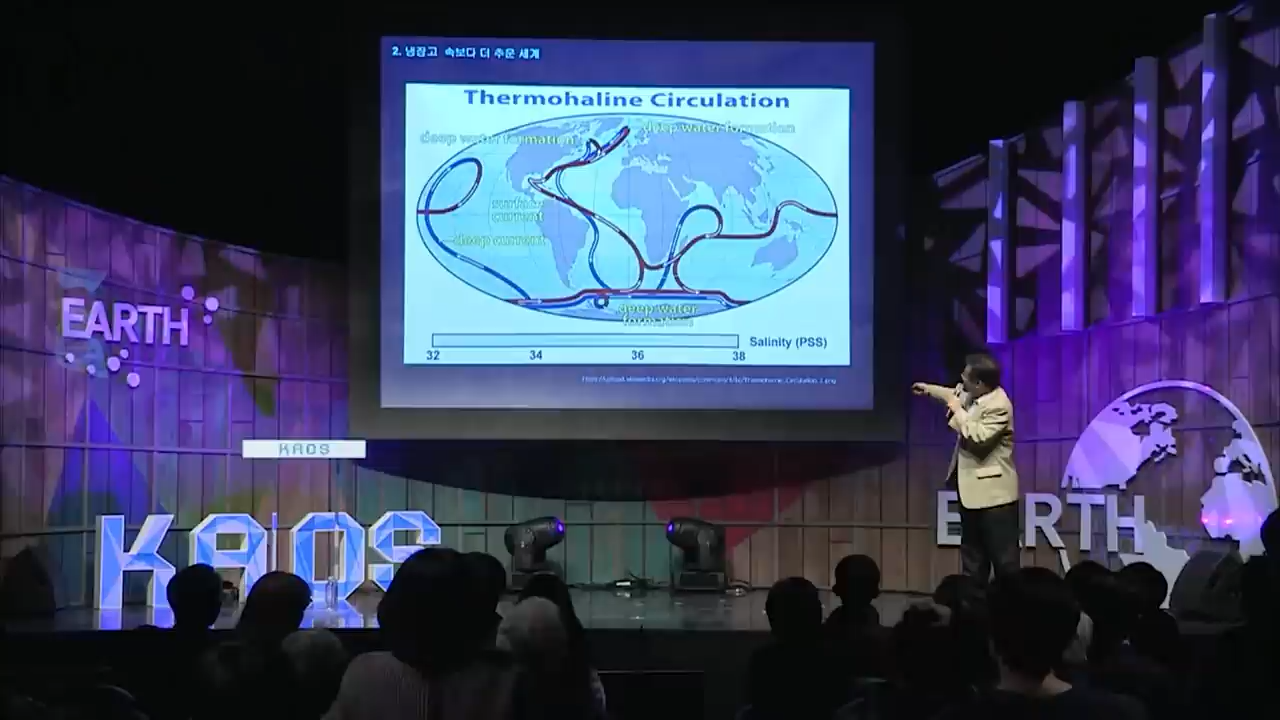 2. 냉장고 속보다 더 추운 세계
Thermohaline Circulation
deep water formation
deep water formation
surface
current
deep current
deep water
formation
Salinity (PSS)
32 34 36 38
EARTH
KAOS
KAOS
EARTH